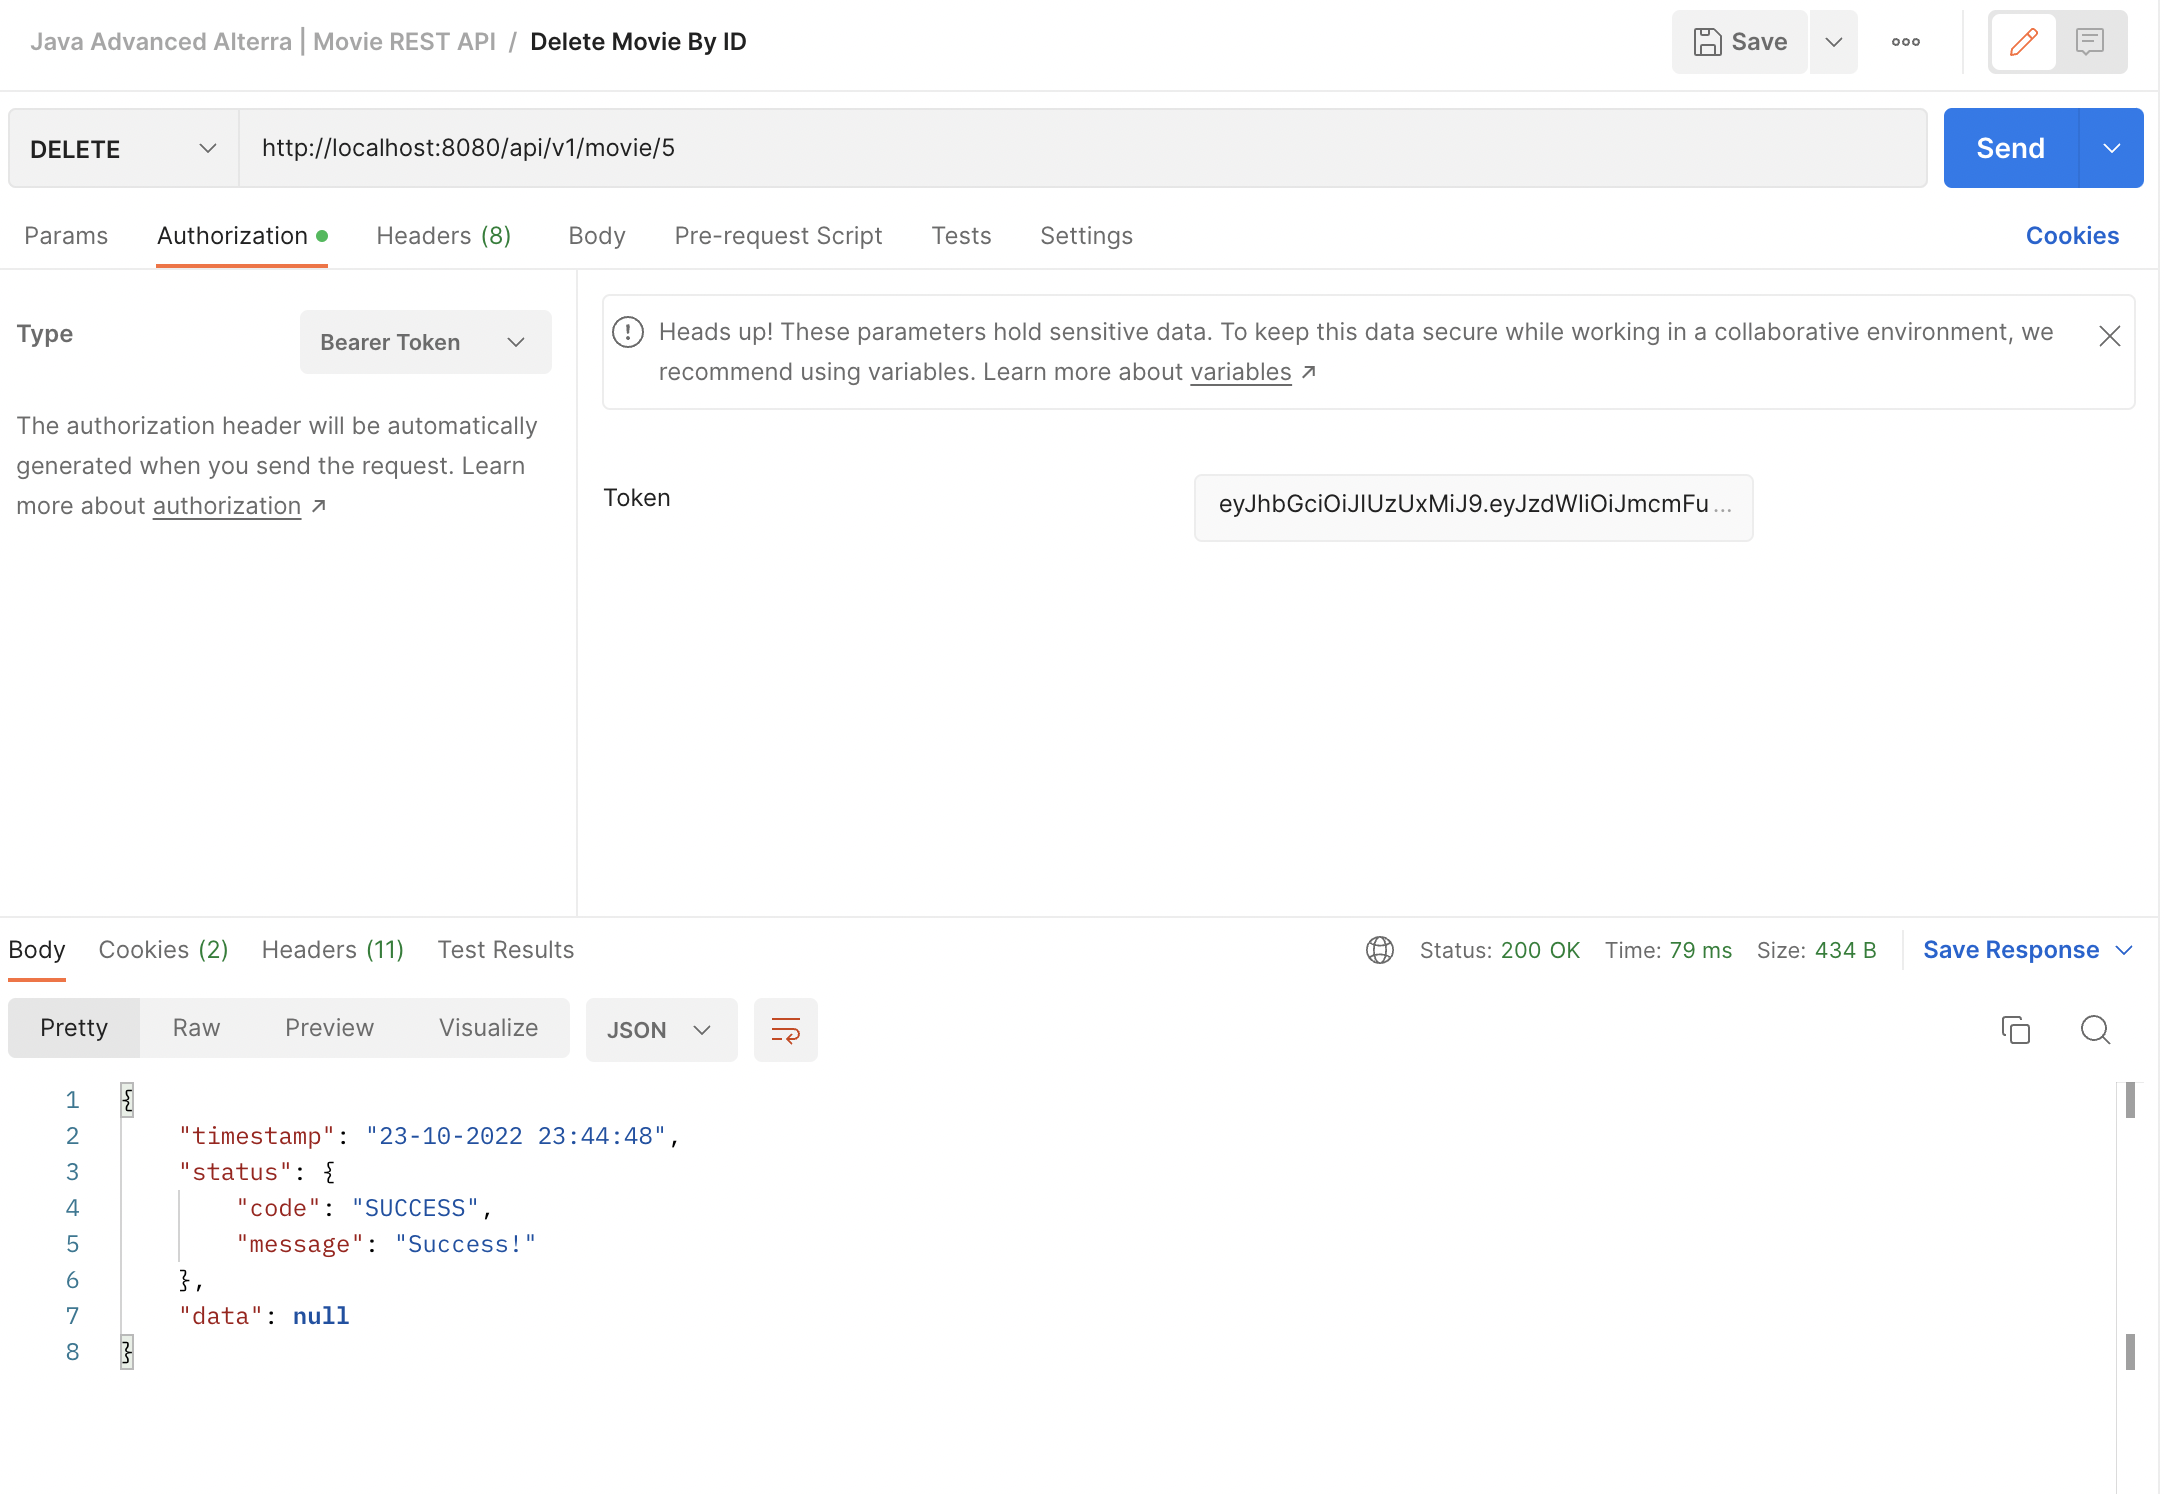 Java Advanced Alterra | Movie REST API / Delete Movie By ID
Save
DELETE
http://localhost:8080/api/v1/movie/5
Send
Params Authorization Headers (8) Body Pre-request Script Tests Settings Cookies
Type
Bearer Token
The authorization header will be automatically
generated when you send the request. Learn
more about authorization ↗
Heads up! These parameters hold sensitive data. To keep this data secure while working in a collaborative environment, we
recommend using variables. Learn more about variables ↗
Token
eyJhbGciOiJIUzUxMiJ9.eyJzdWIiOiJmcmFu...
Body Cookies (2) Headers (11) Test Results
Status: 200 OK Time: 79 ms Size: 434 B Save Response
Pretty Raw Preview Visualize JSON
1 {
2 "timestamp": "23-10-2022 23:44:48",
3 "status": {
4 "code": "SUCCESS",
5 "message": "Success!"
6 },
7 "data": null
8 }